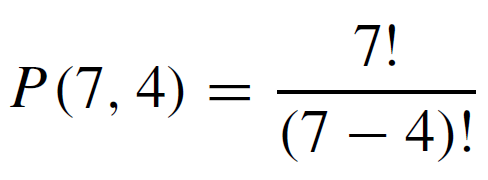 P(7, 4) = 7! / (7 − 4)!